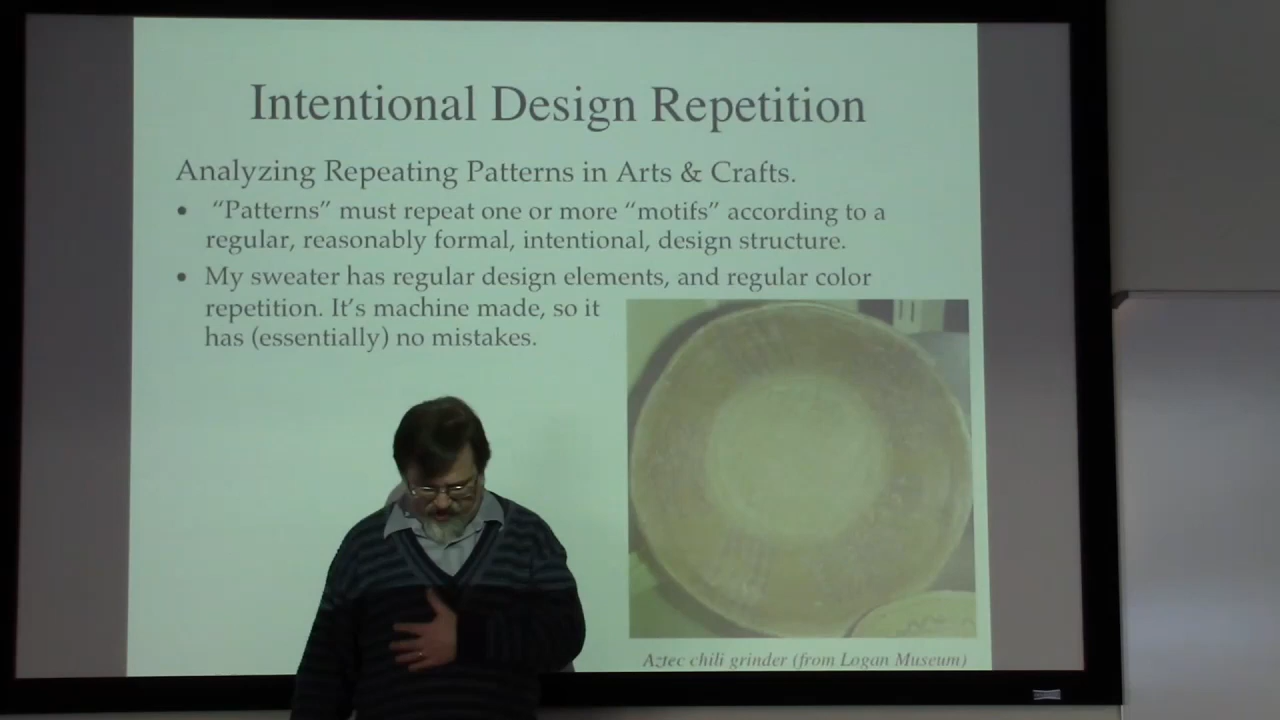 Intentional Design Repetition
Analyzing Repeating Patterns in Arts & Crafts.
• “Patterns” must repeat one or more “motifs” according to a
regular, reasonably formal, intentional, design structure.
• My sweater has regular design elements, and regular color
repetition. It’s machine made, so it
has (essentially) no mistakes.
Aztec chili grinder (from Logan Museum)